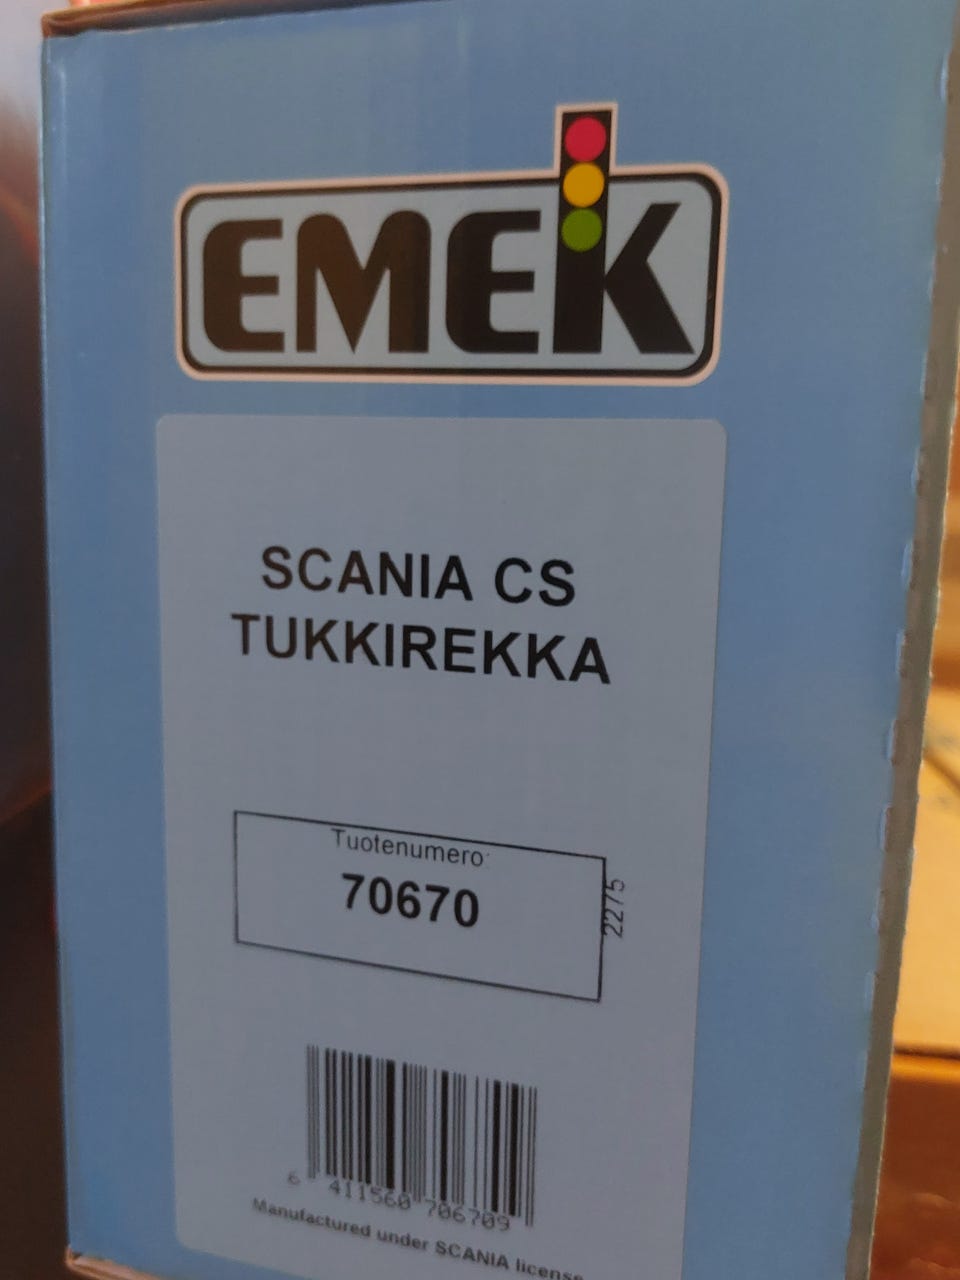 EMEK
SCANIA CS
TUKKIREKKA
Tuotenumero:
70670
2275
6 411560 706709
Manufactured under SCANIA license